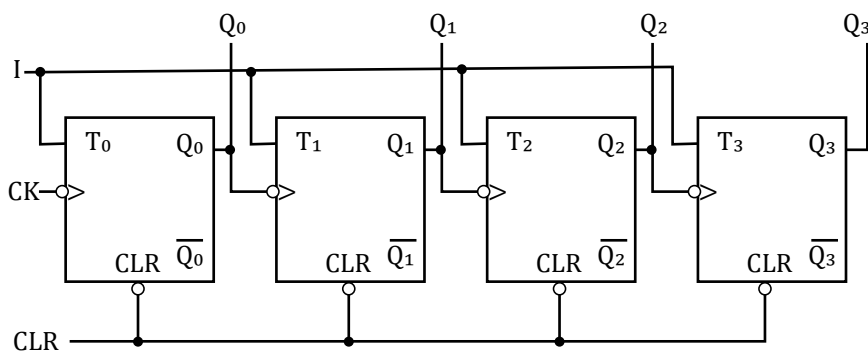 Q₀ Q₁ Q₂ Q₃
I
T₀ Q₀ T₁ Q₁ T₂ Q₂ T₃ Q₃
CK
Q̅₀ Q̅₁ Q̅₂ Q̅₃
CLR CLR CLR CLR
CLR